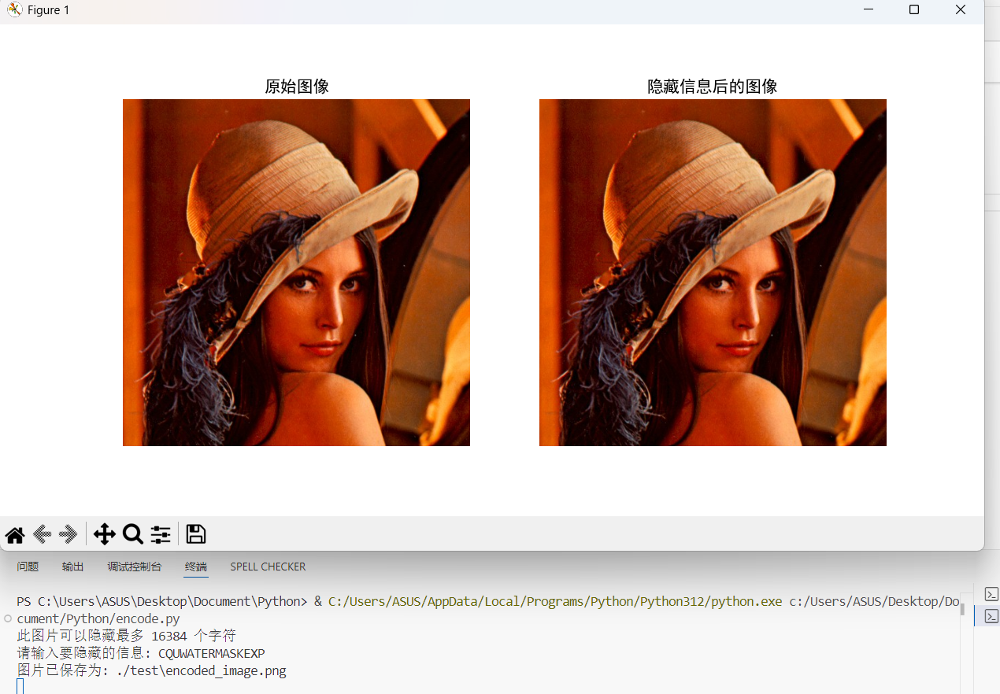 Figure 1
原始图像
隐藏信息后的图像
问题 输出 调试控制台 终端 SPELL CHECKER
PS C:\Users\ASUS\Desktop\Document\Python> & C:/Users/ASUS/AppData/Local/Programs/Python/Python312/python.exe c:/Users/ASUS/Desktop/Do
cument/Python/encode.py
此图片可以隐藏最多 16384 个字符
请输入要隐藏的信息: CQUWATERMASKEXP
图片已保存为: ./test\encoded_image.png